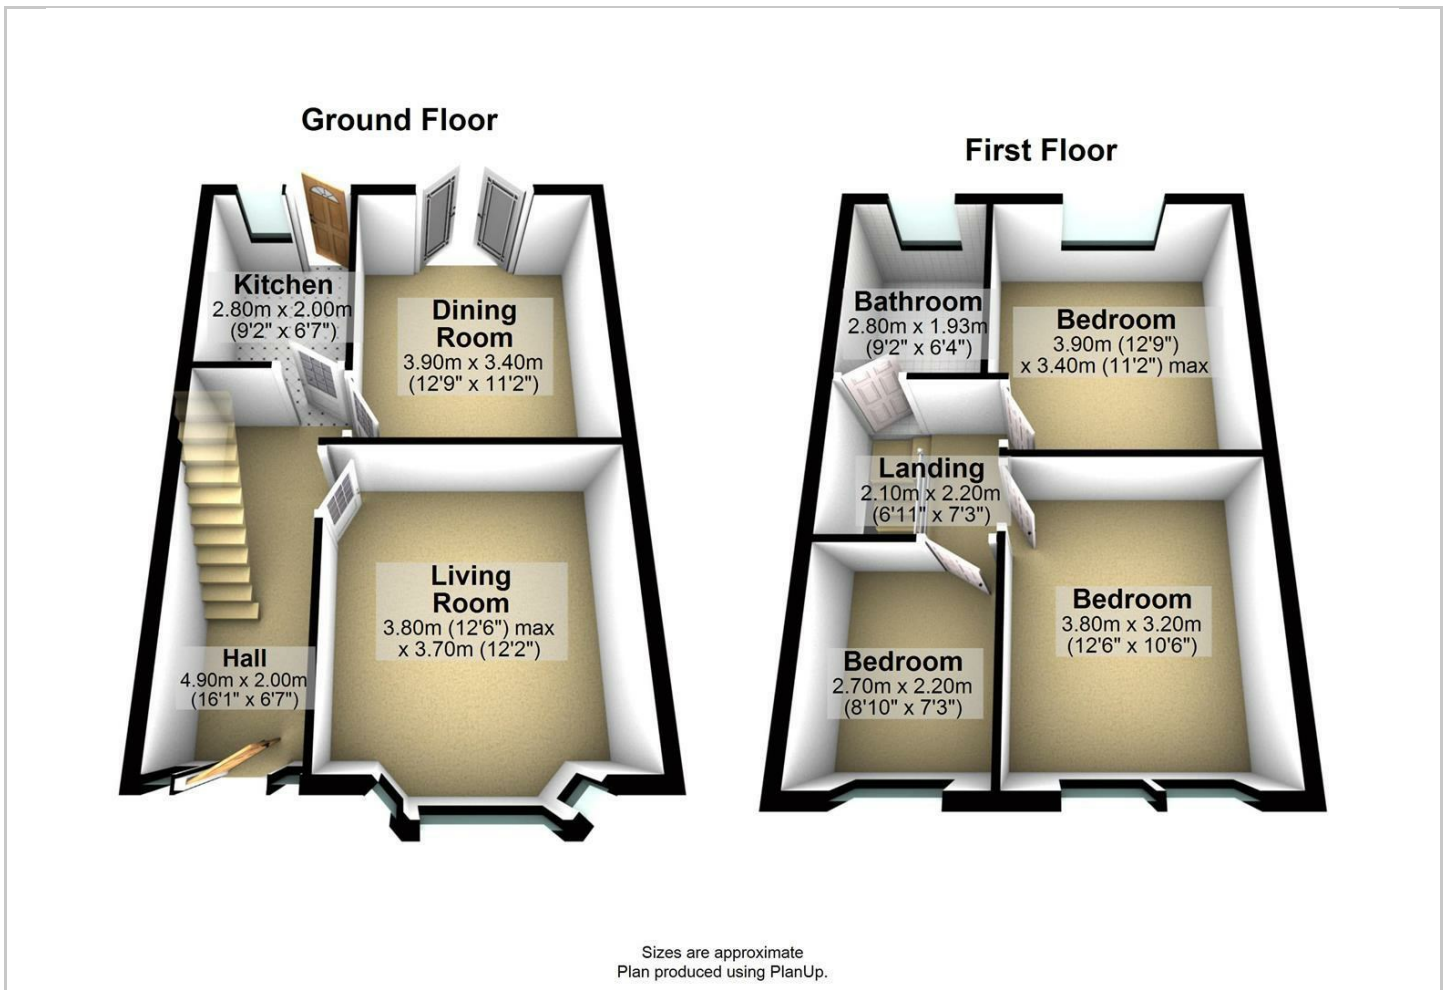 Ground Floor
Kitchen
2.80m x 2.00m
(9'2" x 6'7")
Dining
Room
3.90m x 3.40m
(12'9" x 11'2")
Living
Room
3.80m (12'6") max
x 3.70m (12'2")
Hall
4.90m x 2.00m
(16'1" x 6'7")
First Floor
Bathroom
2.80m x 1.93m
(9'2" x 6'4")
Bedroom
3.90m (12'9")
x 3.40m (11'2") max
Landing
2.10m x 2.20m
(6'11" x 7'3")
Bedroom
3.80m x 3.20m
(12'6" x 10'6")
Bedroom
2.70m x 2.20m
(8'10" x 7'3")
Sizes are approximate
Plan produced using PlanUp.